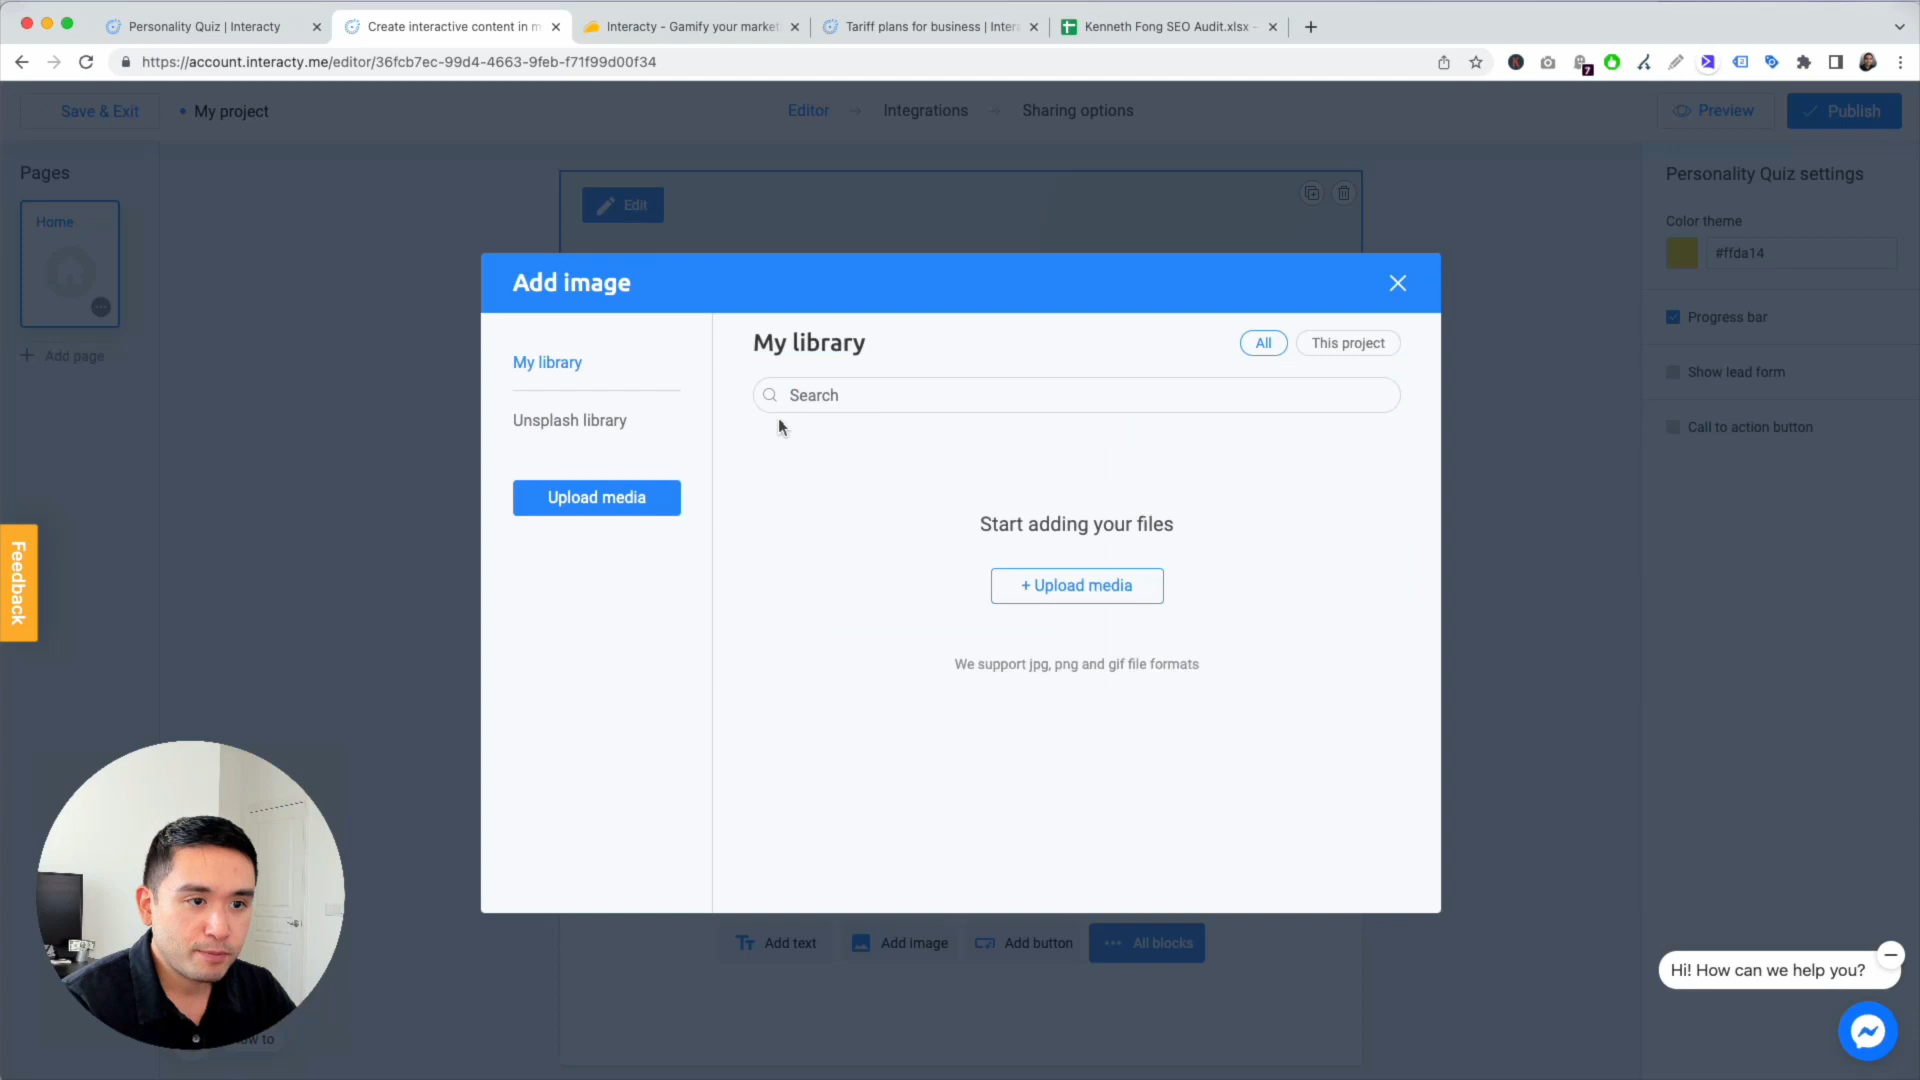 Personality Quiz | Interacty
Create interactive content in m
Interacty - Gamify your market
Tariff plans for business | Inter
Kenneth Fong SEO Audit.xlsx -
https://account.interacty.me/editor/36fcb7ec-99d4-4663-9feb-f71f99d00f34
7
Save & Exit
• My project
Editor
Integrations
Sharing options
Preview
Publish
Pages
Home
+ Add page
Edit
Personality Quiz settings
Color theme
#ffda14
Progress bar
Show lead form
Call to action button
Add image
My library
Unsplash library
Upload media
My library
All
This project
Search
Start adding your files
+ Upload media
We support jpg, png and gif file formats
Feedback
Tт Add text
Add image
Add button
All blocks
Hi! How can we help you?
to